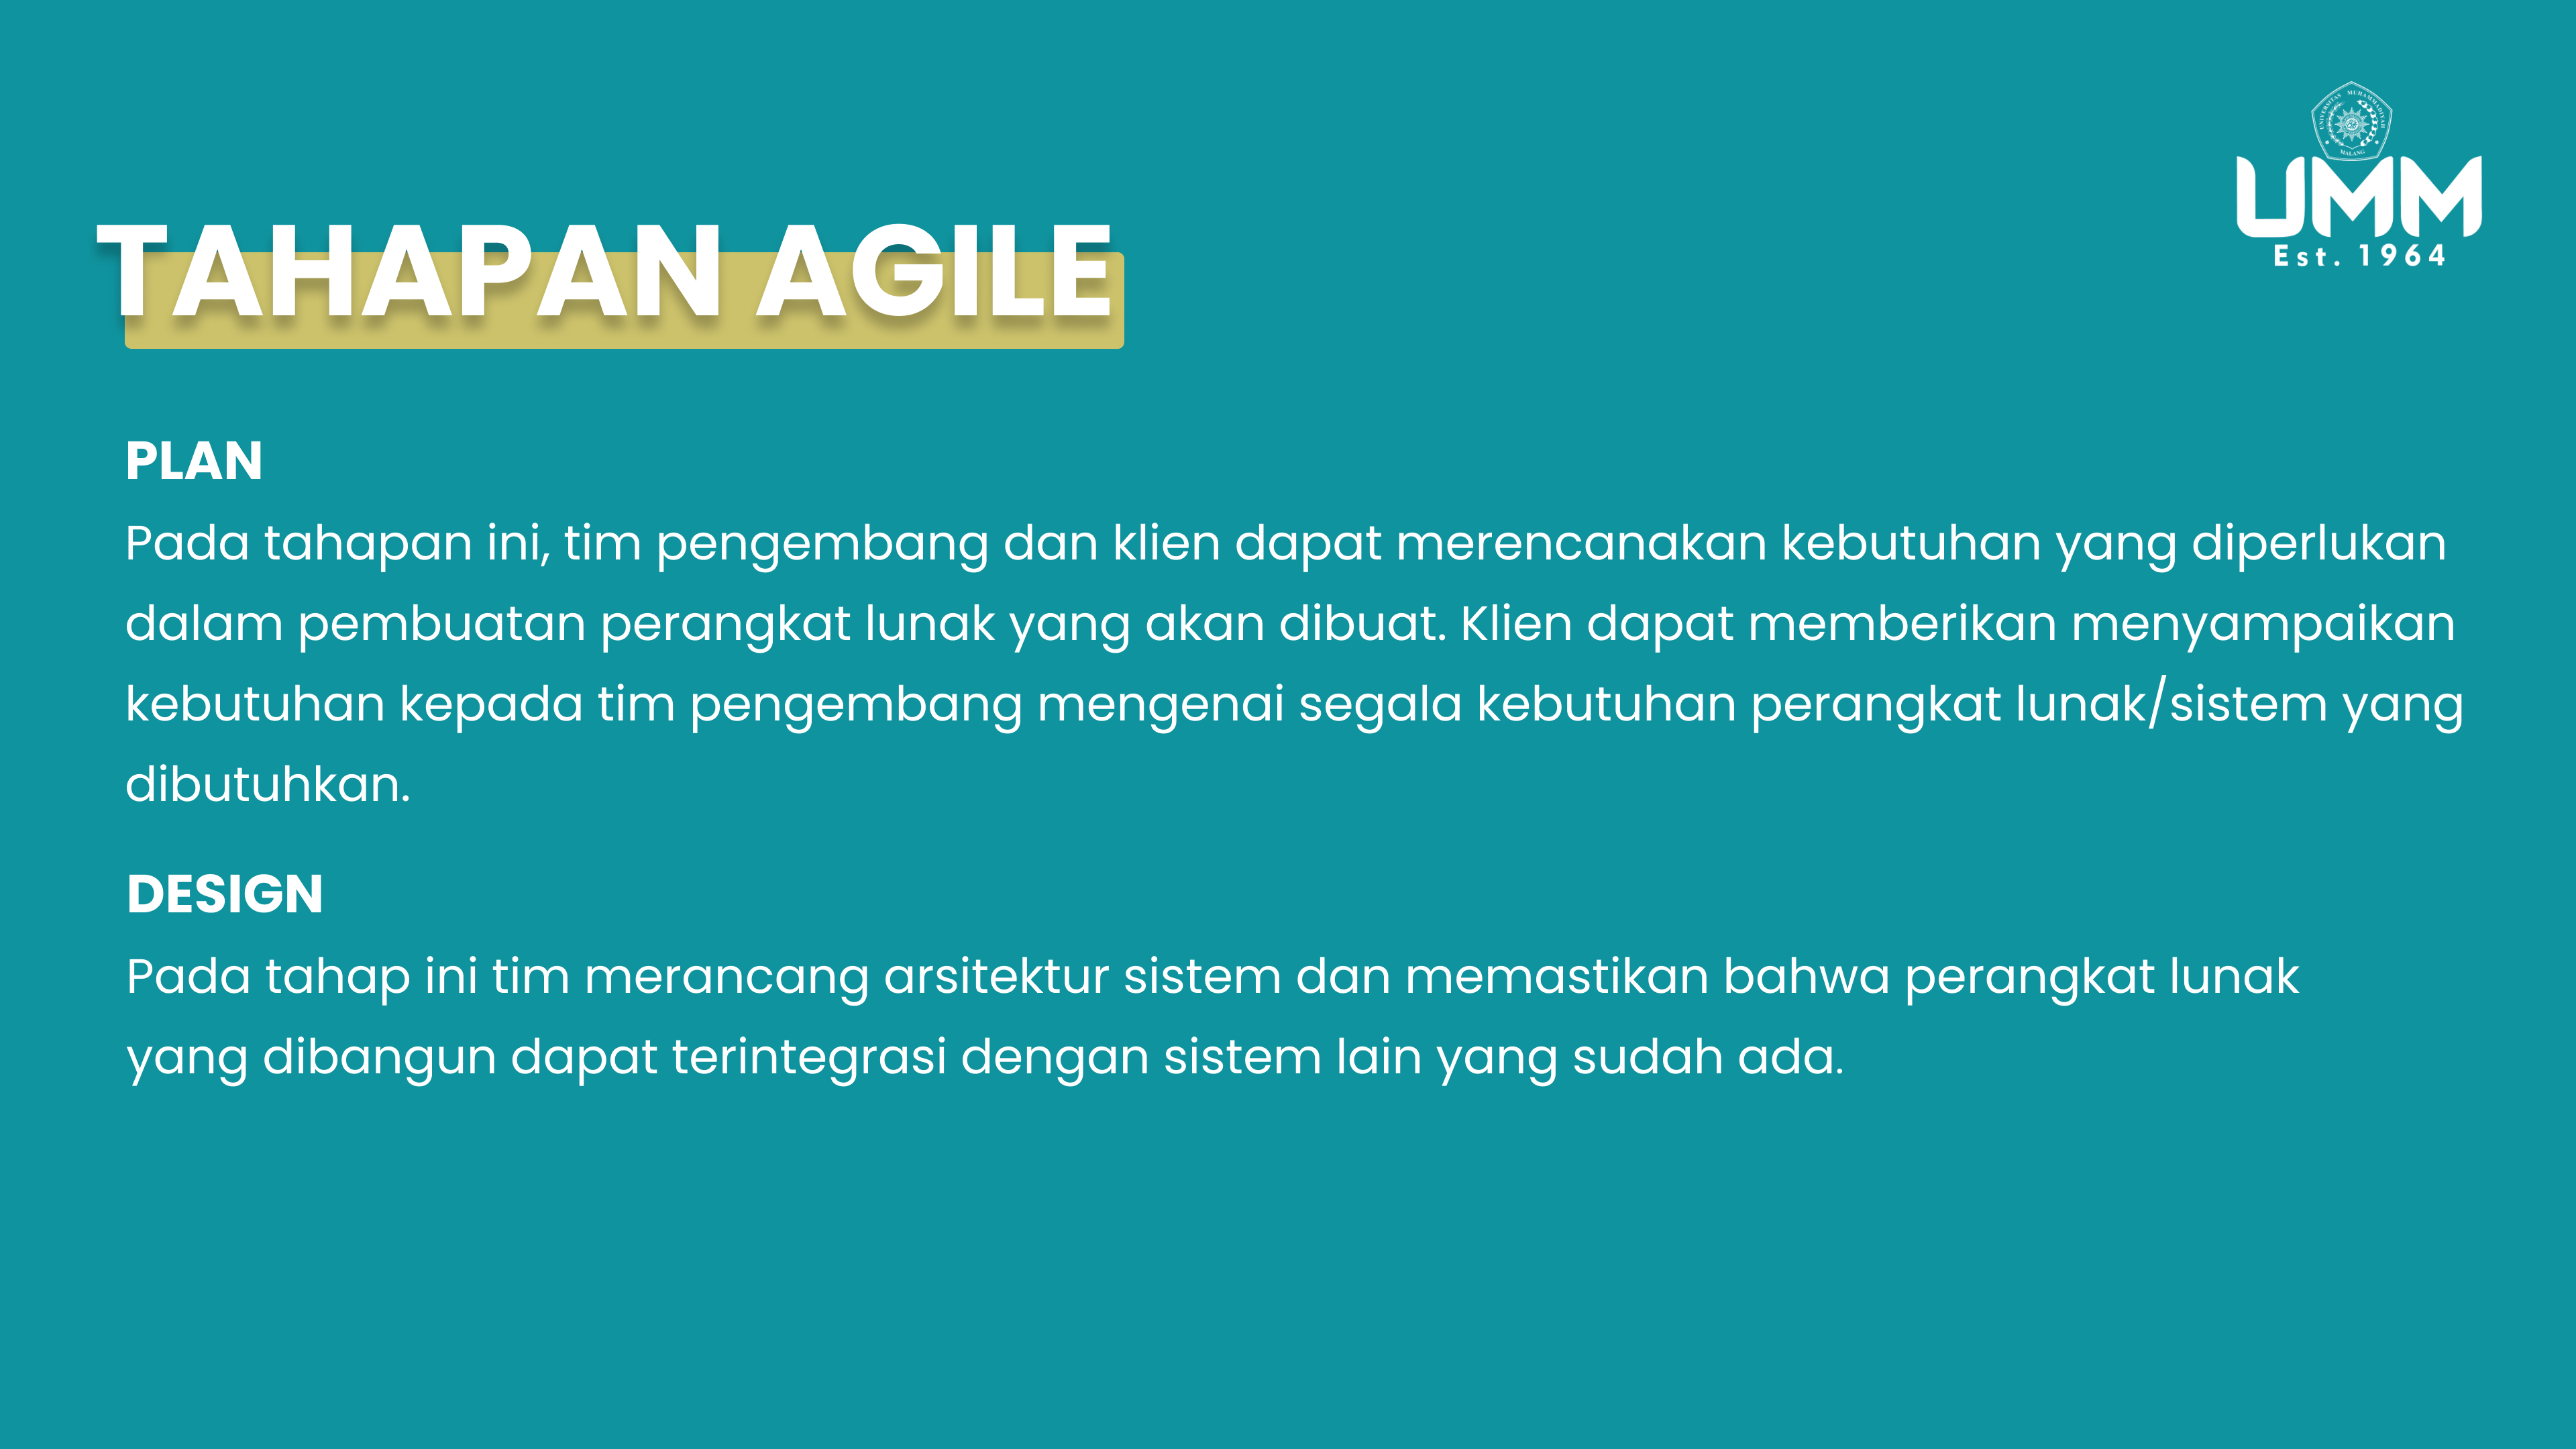 UNIVERSITAS MUHAMMADIYAH
MALANG
UMM
Est. 1964
TAHAPAN AGILE
PLAN
Pada tahapan ini, tim pengembang dan klien dapat merencanakan kebutuhan yang diperlukan
dalam pembuatan perangkat lunak yang akan dibuat. Klien dapat memberikan menyampaikan
kebutuhan kepada tim pengembang mengenai segala kebutuhan perangkat lunak/sistem yang
dibutuhkan.
DESIGN
Pada tahap ini tim merancang arsitektur sistem dan memastikan bahwa perangkat lunak
yang dibangun dapat terintegrasi dengan sistem lain yang sudah ada.